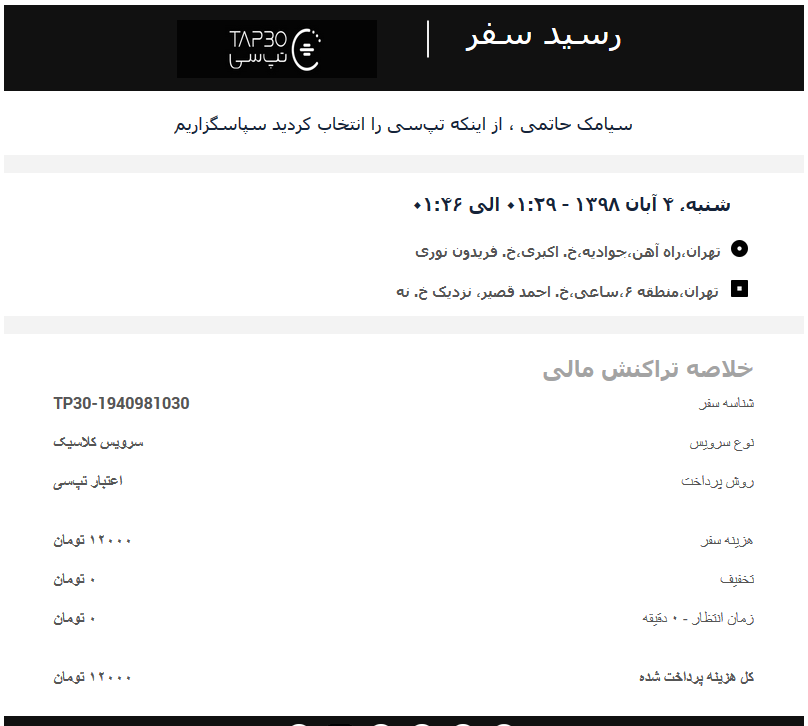 رسید سفر
TAP30
تپ‌سی
سیامک حاتمی ، از اینکه تپ‌سی را انتخاب کردید سپاسگزاریم
شنبه، ۴ آبان ۱۳۹۸ - ۰۱:۲۹ الی ۰۱:۴۶
تهران،راه آهن،جوادیه،خ. اکبری،خ. فریدون نوری
تهران،منطقه ۶،ساعی،خ. احمد قصیر، نزدیک خ. نه
خلاصه تراکنش مالی
شناسه سفر TP30-1940981030
نوع سرویس سرویس کلاسیک
روش پرداخت اعتبار تپ‌سی
هزینه سفر ۱۲۰۰۰ تومان
تخفیف ۰ تومان
زمان انتظار - ۰ دقیقه ۰ تومان
کل هزینه پرداخت شده ۱۲۰۰۰ تومان